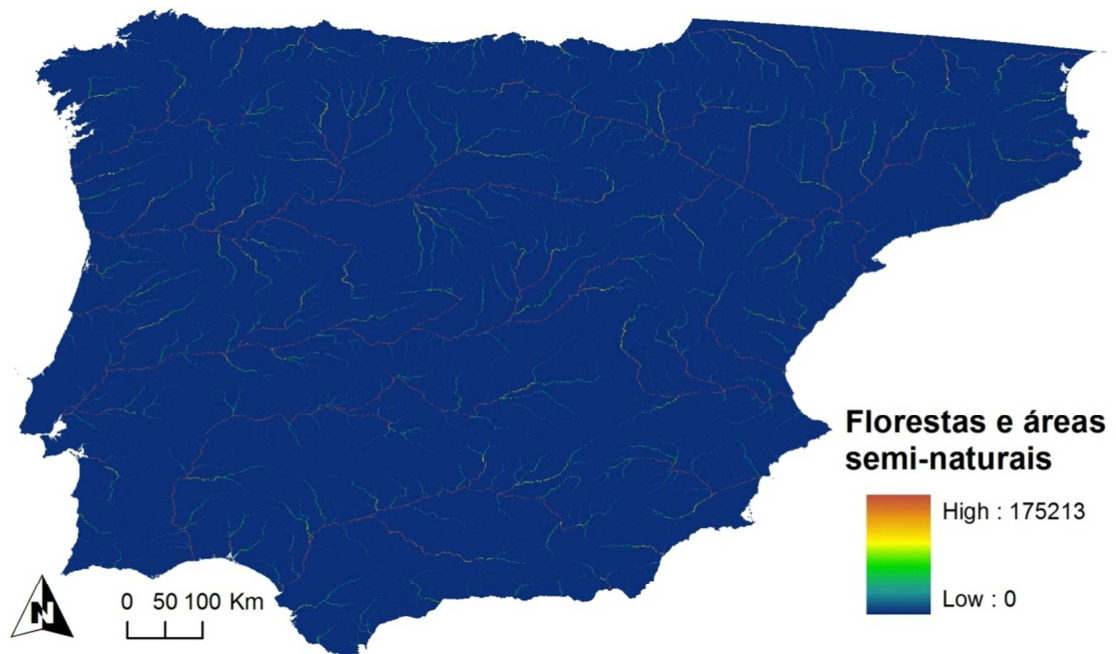 Florestas e áreas
semi-naturais
High : 175213
Low : 0
N
0 50 100 Km